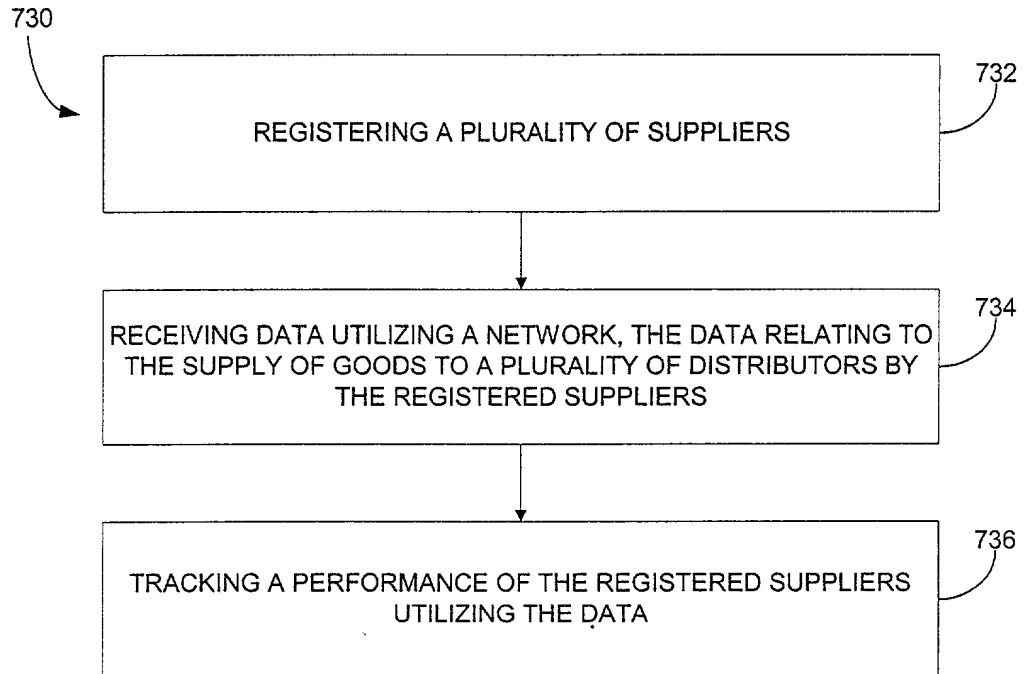 730
732
REGISTERING A PLURALITY OF SUPPLIERS
734
RECEIVING DATA UTILIZING A NETWORK, THE DATA RELATING TO
THE SUPPLY OF GOODS TO A PLURALITY OF DISTRIBUTORS BY
THE REGISTERED SUPPLIERS
736
TRACKING A PERFORMANCE OF THE REGISTERED SUPPLIERS
UTILIZING THE DATA